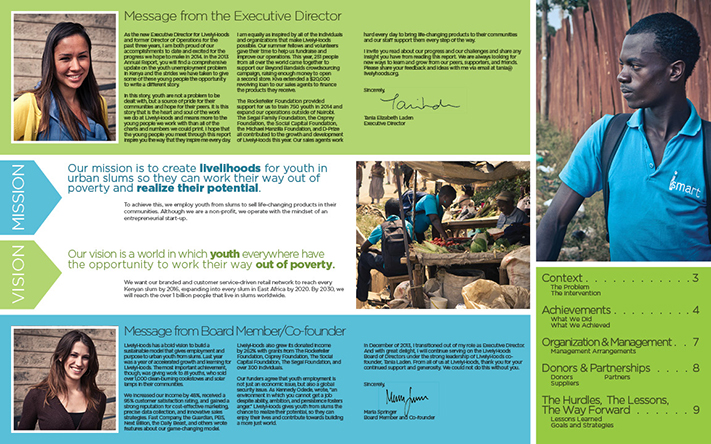 Message from the Executive Director
As the new Executive Director for LivelyHoods
and former Director of Operations for the
past three years, I am both proud of our
accomplishments to date and excited for the
progress we hope to make in 2014. In the 2013
Annual Report, you will find a comprehensive
update on the youth unemployment problem
in Kenya and the strides we have taken to give
some of these young people the opportunity
to write a different story.
In this story, youth are not a problem to be
dealt with, but a source of pride for their
communities and hope for their peers. It is this
story that is the heart and soul of the work
we do at LivelyHoods and means more to the
young people we work with than all of the
charts and numbers we could print. I hope that
the young people you meet through this report
inspire you the way that they inspire me every day.
I am equally as inspired by all of the individuals
and organizations that make LivelyHoods
possible. Our summer fellows and volunteers
gave their time to help us fundraise and
improve our operations. This year, 251 people
from all over the world came together to
support our Beyond Bandaids crowdfunding
campaign, raising enough money to open
a second store. Kiva extended a $20,000
revolving loan to our sales agents to finance
the products they receive.
The Rockefeller Foundation provided
support for us to train 750 youth in 2014 and
expand our operations outside of Nairobi.
The Segal Family Foundation, the Osprey
Foundation, the Social Capital Foundation,
the Michael Manzilla Foundation, and D-Prize
all contributed to the growth and development
of LivelyHoods this year. Our sales agents work
hard every day to bring life-changing products to their communities
and our staff support them every step of the way.
I invite you read about our progress and our challenges and share any
insight you have from reading this report. We are always looking for
new ways to learn and grow from our peers, supporters, and friends.
Please share your feedback and ideas with me via email at tania@
livelyhoods.org.
Sincerely,
Tania Elizabeth Laden
Executive Director
MISSION
Our mission is to create livelihoods for youth in
urban slums so they can work their way out of
poverty and realize their potential.
To achieve this, we employ youth from slums to sell life-changing products in their
communities. Although we are a non-profit, we operate with the mindset of an
entrepreneurial start-up.
VISION
Our vision is a world in which youth everywhere have
the opportunity to work their way out of poverty.
We want our branded and customer service-driven retail network to reach every
Kenyan slum by 2016, expanding into every slum in East Africa by 2020. By 2030, we
will reach the over 1 billion people that live in slums worldwide.
Message from Board Member/Co-founder
LivelyHoods has a bold vision to build a
sustainable model that gives employment and
purpose to urban youth from slums. Last year
was a year of accelerated growth and learning for
LivelyHoods. The most important achievement,
though, was giving work to 81 youths, who sold
over 1,000 clean-burning cookstoves and solar
lamps in their communities.
We increased our income by 46%, received a
95% customer satisfaction rating, and gained a
strong reputation for cost-effective marketing,
precise data collection, and innovative sales
strategies. Fast Company, the Guardian, PBS,
Next Billion, the Daily Beast, and others wrote
features about our game-changing model.
LivelyHoods also grew its donated income
by 262% with grants from The Rockefeller
Foundation, Osprey Foundation, The Social
Capital Foundation, The Segal Foundation, and
over 300 individuals.
Our funders agree that youth employment is
not just an economic issue, but also a global
security issue. As Kennedy Odede, wrote, "an
environment in which you cannot get a job
despite ability, ambition, and persistence fosters
anger." LivelyHoods gives youth from slums the
chance to realize their potential, so they can
enjoy their lives and contribute towards building
a more just world.
In December of 2013, I transitioned out of my role as Executive Director.
And with great delight, I will continue serving on the LivelyHoods
Board of Directors under the strong leadership of LivelyHoods co-
founder, Tania Laden. From all of us at LivelyHoods, thank you for your
continued support and generosity. We could not do this without you.
Sincerely,
Maria Springer
Board Member and Co-founder
smart
Context . . . . . . . . . . . . 3
The Problem
The Intervention
Achievements . . . . . . . . . 4
What We Did
What We Achieved
Organization & Management . . 7
Management Arrangements
Donors & Partnerships . . . . 8
Donors Partners
Suppliers
The Hurdles, The Lessons,
The Way Forward . . . . . . . 9
Lessons Learned
Goals and Strategies